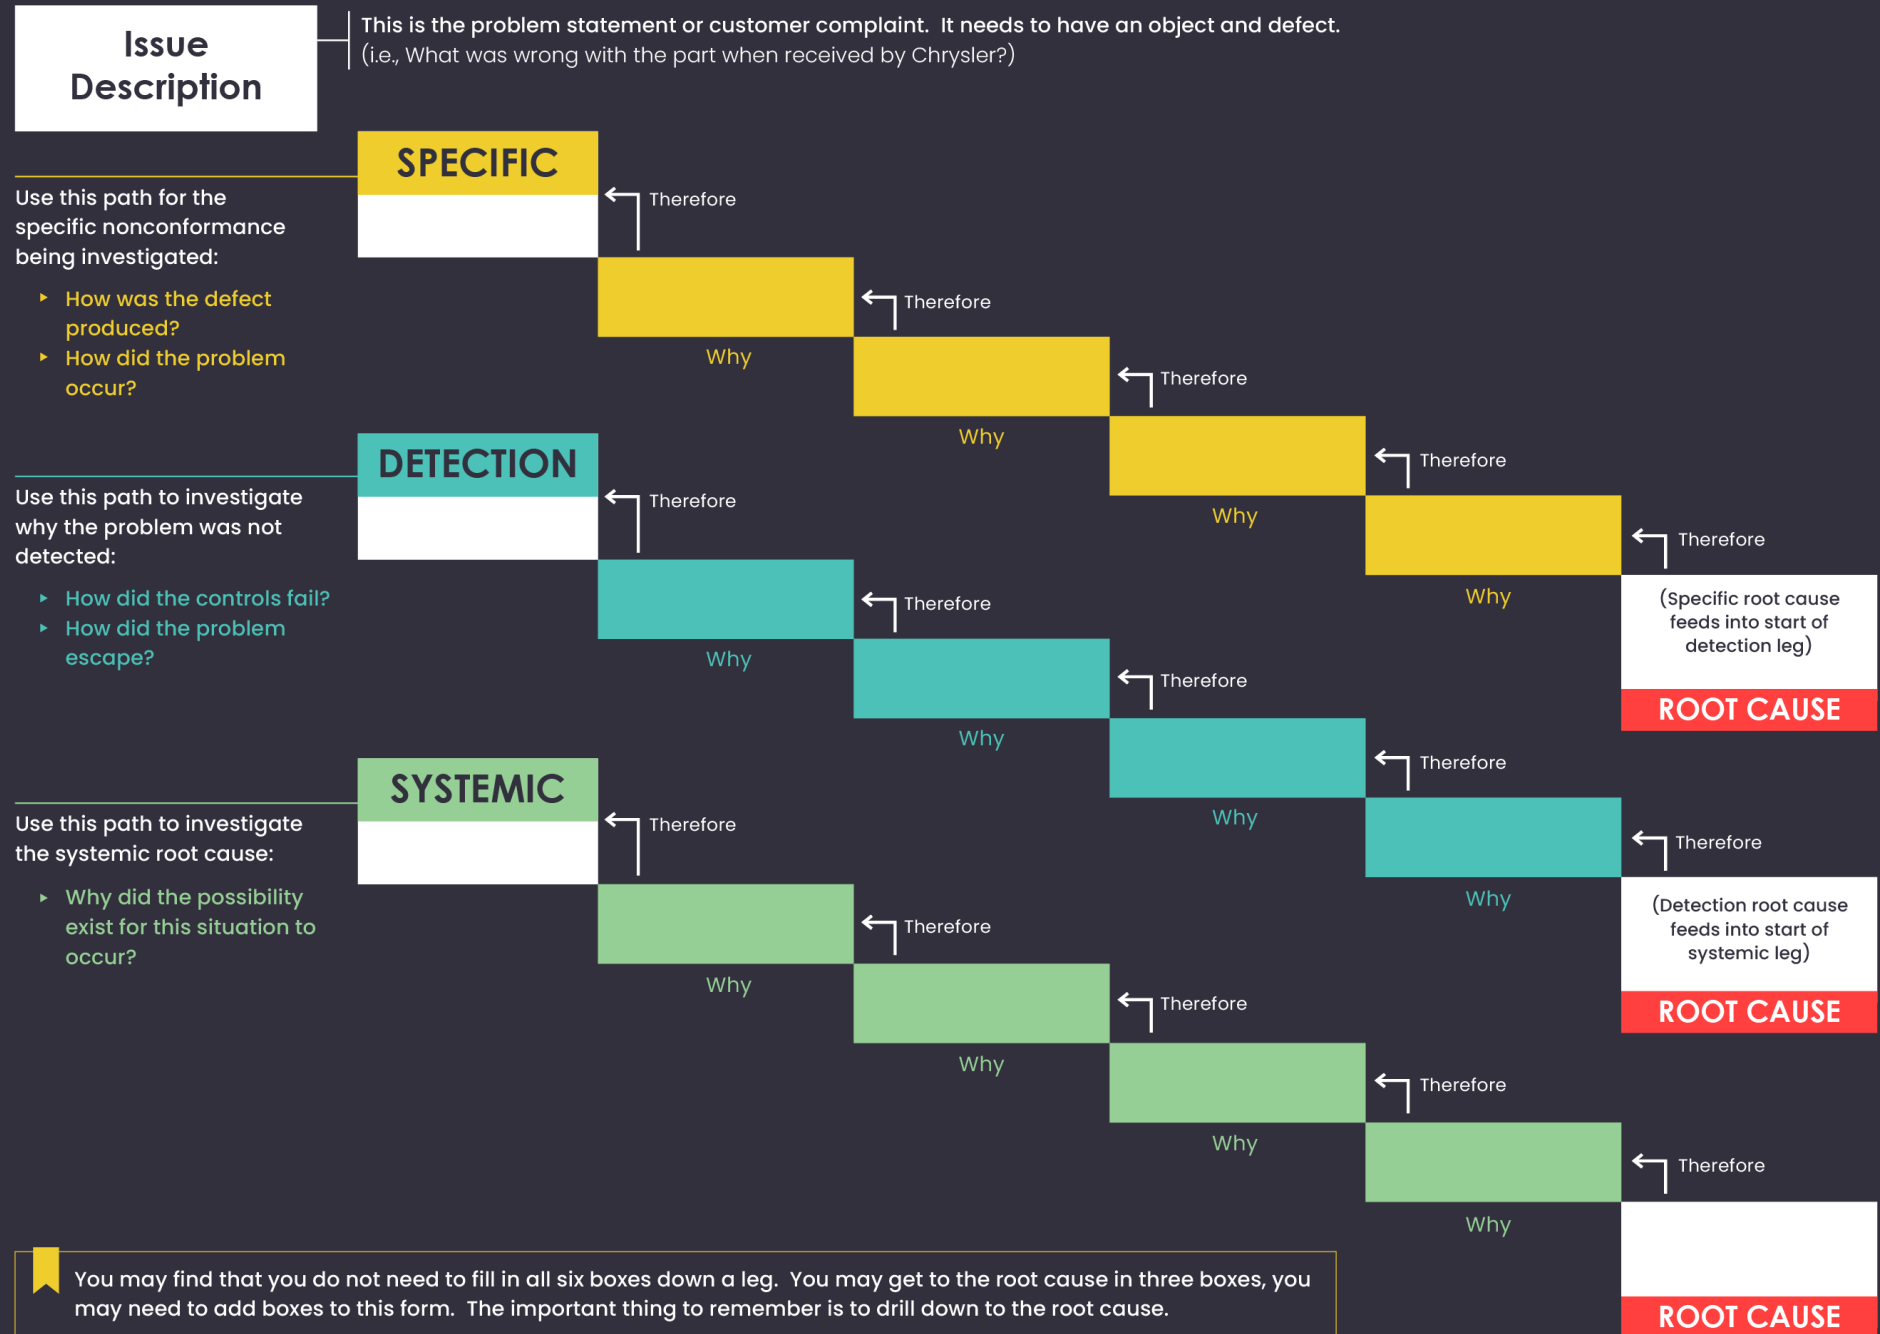 Issue
Description
This is the problem statement or customer complaint.  It needs to have an object and defect.
(i.e., What was wrong with the part when received by Chrysler?)
SPECIFIC
Use this path for the
specific nonconformance
being investigated:
‣ How was the defect
produced?
‣ How did the problem
occur?
Therefore
Therefore
Why
Therefore
Why
Therefore
Why
Therefore
Why
(Specific root cause
feeds into start of
detection leg)
ROOT CAUSE
DETECTION
Use this path to investigate
why the problem was not
detected:
‣ How did the controls fail?
‣ How did the problem
escape?
Therefore
Therefore
Why
Therefore
Why
Therefore
Why
Therefore
Why
(Detection root cause
feeds into start of
systemic leg)
ROOT CAUSE
SYSTEMIC
Use this path to investigate
the systemic root cause:
‣ Why did the possibility
exist for this situation to
occur?
Therefore
Therefore
Why
Therefore
Why
Therefore
Why
Therefore
Why
ROOT CAUSE
You may find that you do not need to fill in all six boxes down a leg.  You may get to the root cause in three boxes, you
may need to add boxes to this form.  The important thing to remember is to drill down to the root cause.